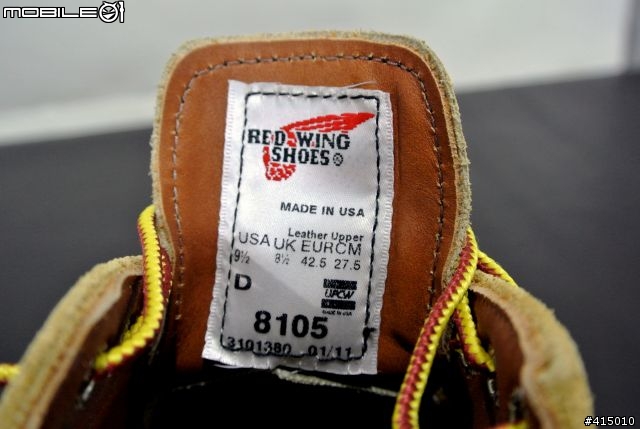 MOBILE01
RED WING
SHOES®
MADE IN USA
Leather Upper
USA UK EUR CM
9½ 8½ 42.5 27.5
D
UPCW
MADE IN USA
8105
3101380 01/11
#415010